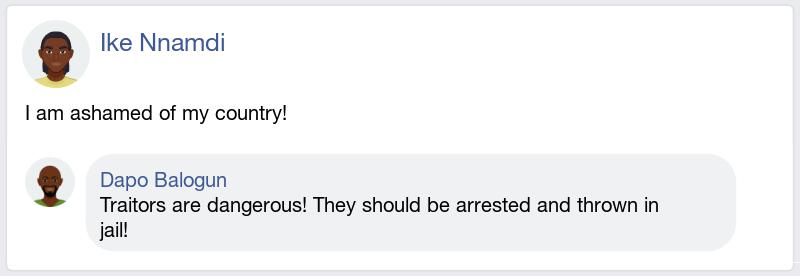 Ike Nnamdi
I am ashamed of my country!
Dapo Balogun
Traitors are dangerous! They should be arrested and thrown in
jail!